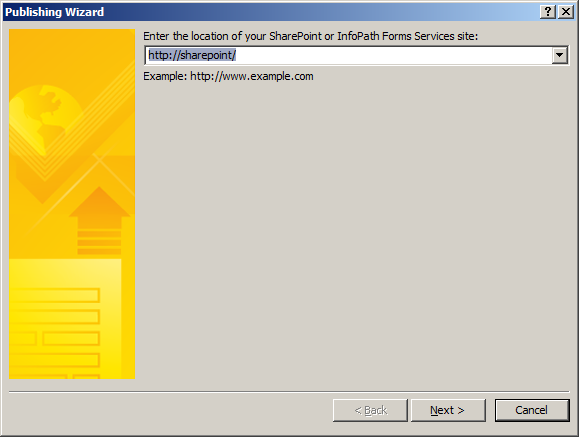 Publishing Wizard
Enter the location of your SharePoint or InfoPath Forms Services site:
http://sharepoint/
Example: http://www.example.com
< Back Next > Cancel